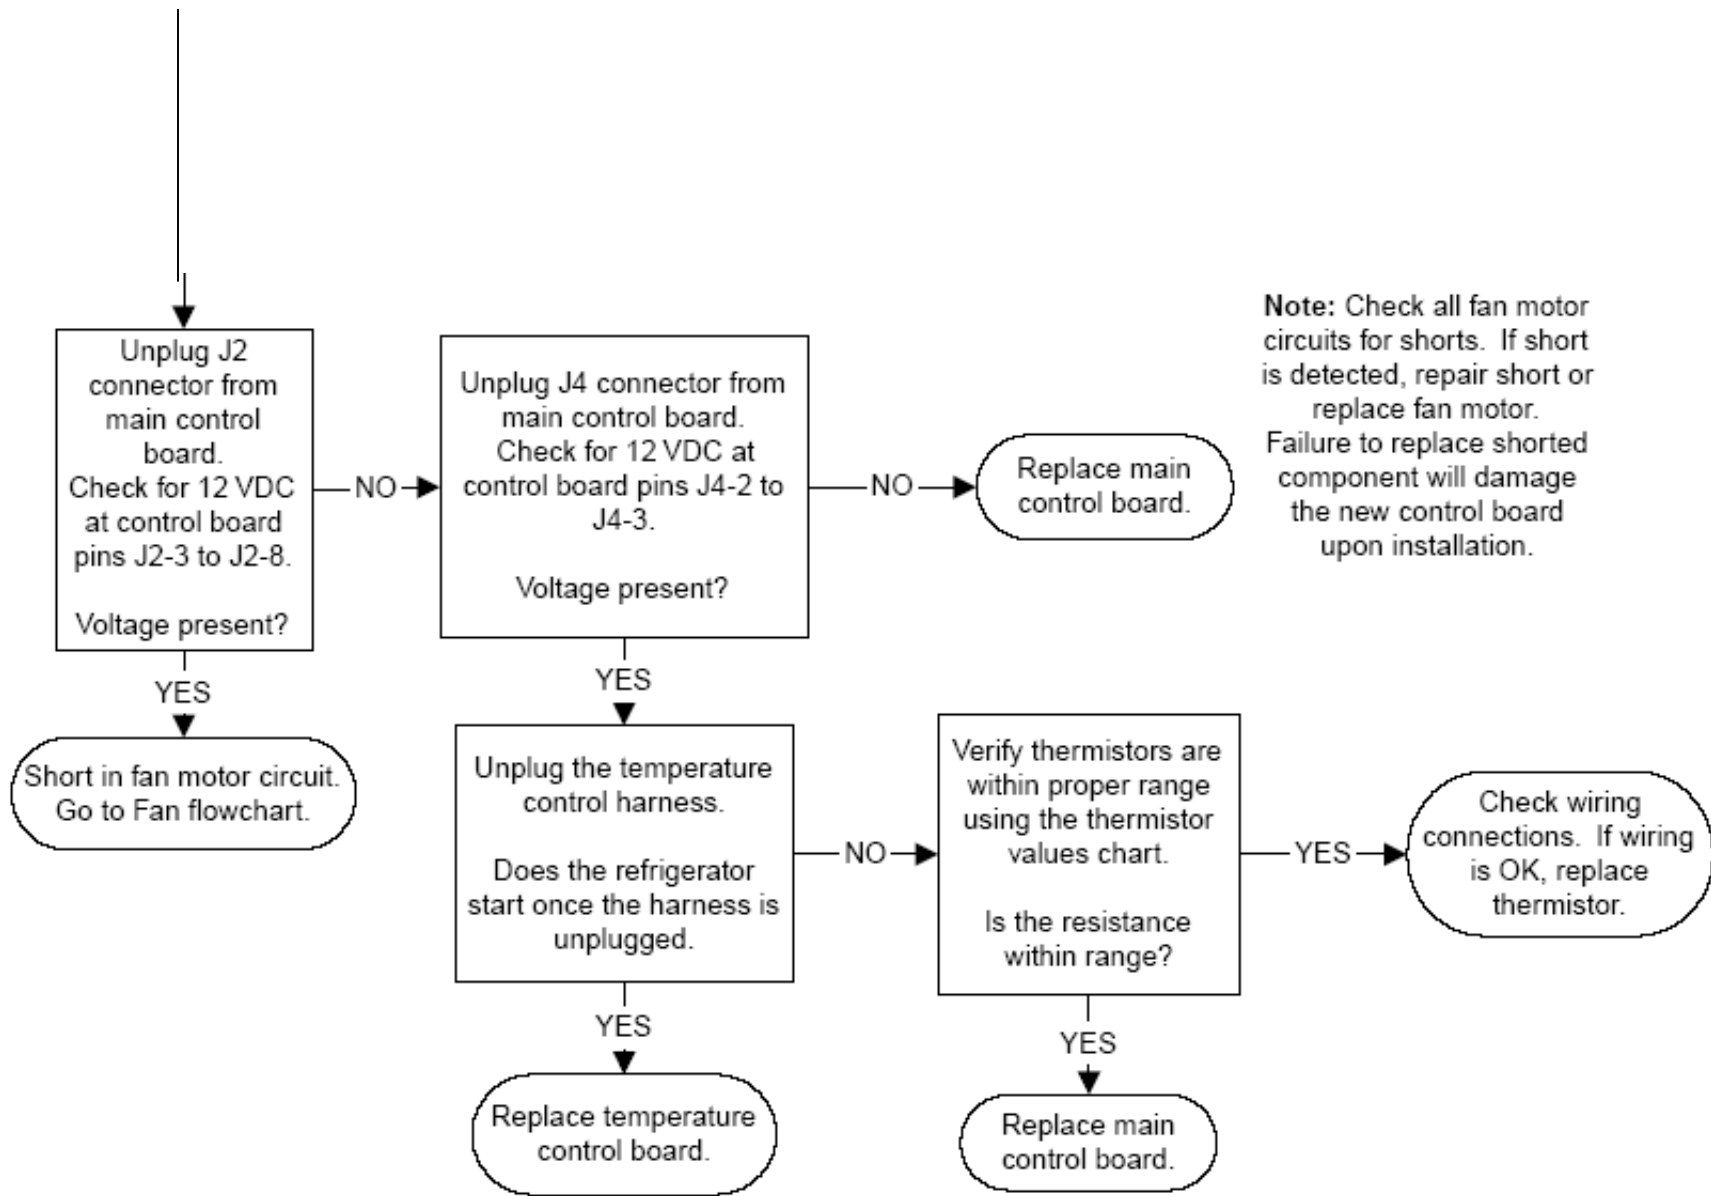 Unplug J2
connector from
main control
board.
Check for 12 VDC
at control board
pins J2-3 to J2-8.
Voltage present?
NO
YES
Short in fan motor circuit.
Go to Fan flowchart.
Unplug J4 connector from
main control board.
Check for 12 VDC at
control board pins J4-2 to
J4-3.
Voltage present?
NO
Replace main
control board.
Note: Check all fan motor
circuits for shorts. If short
is detected, repair short or
replace fan motor.
Failure to replace shorted
component will damage
the new control board
upon installation.
YES
Unplug the temperature
control harness.
Does the refrigerator
start once the harness is
unplugged.
NO
YES
Replace temperature
control board.
Verify thermistors are
within proper range
using the thermistor
values chart.
Is the resistance
within range?
YES
Check wiring
connections. If wiring
is OK, replace
thermistor.
YES
Replace main
control board.